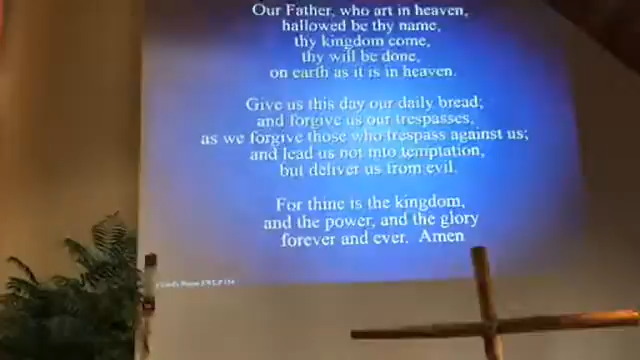 Our Father, who art in heaven,
hallowed be thy name,
thy kingdom come,
thy will be done,
on earth as it is in heaven.
Give us this day our daily bread;
and forgive us our trespasses,
as we forgive those who trespass against us;
and lead us not into temptation,
but deliver us from evil.
For thine is the kingdom,
and the power, and the glory
forever and ever. Amen